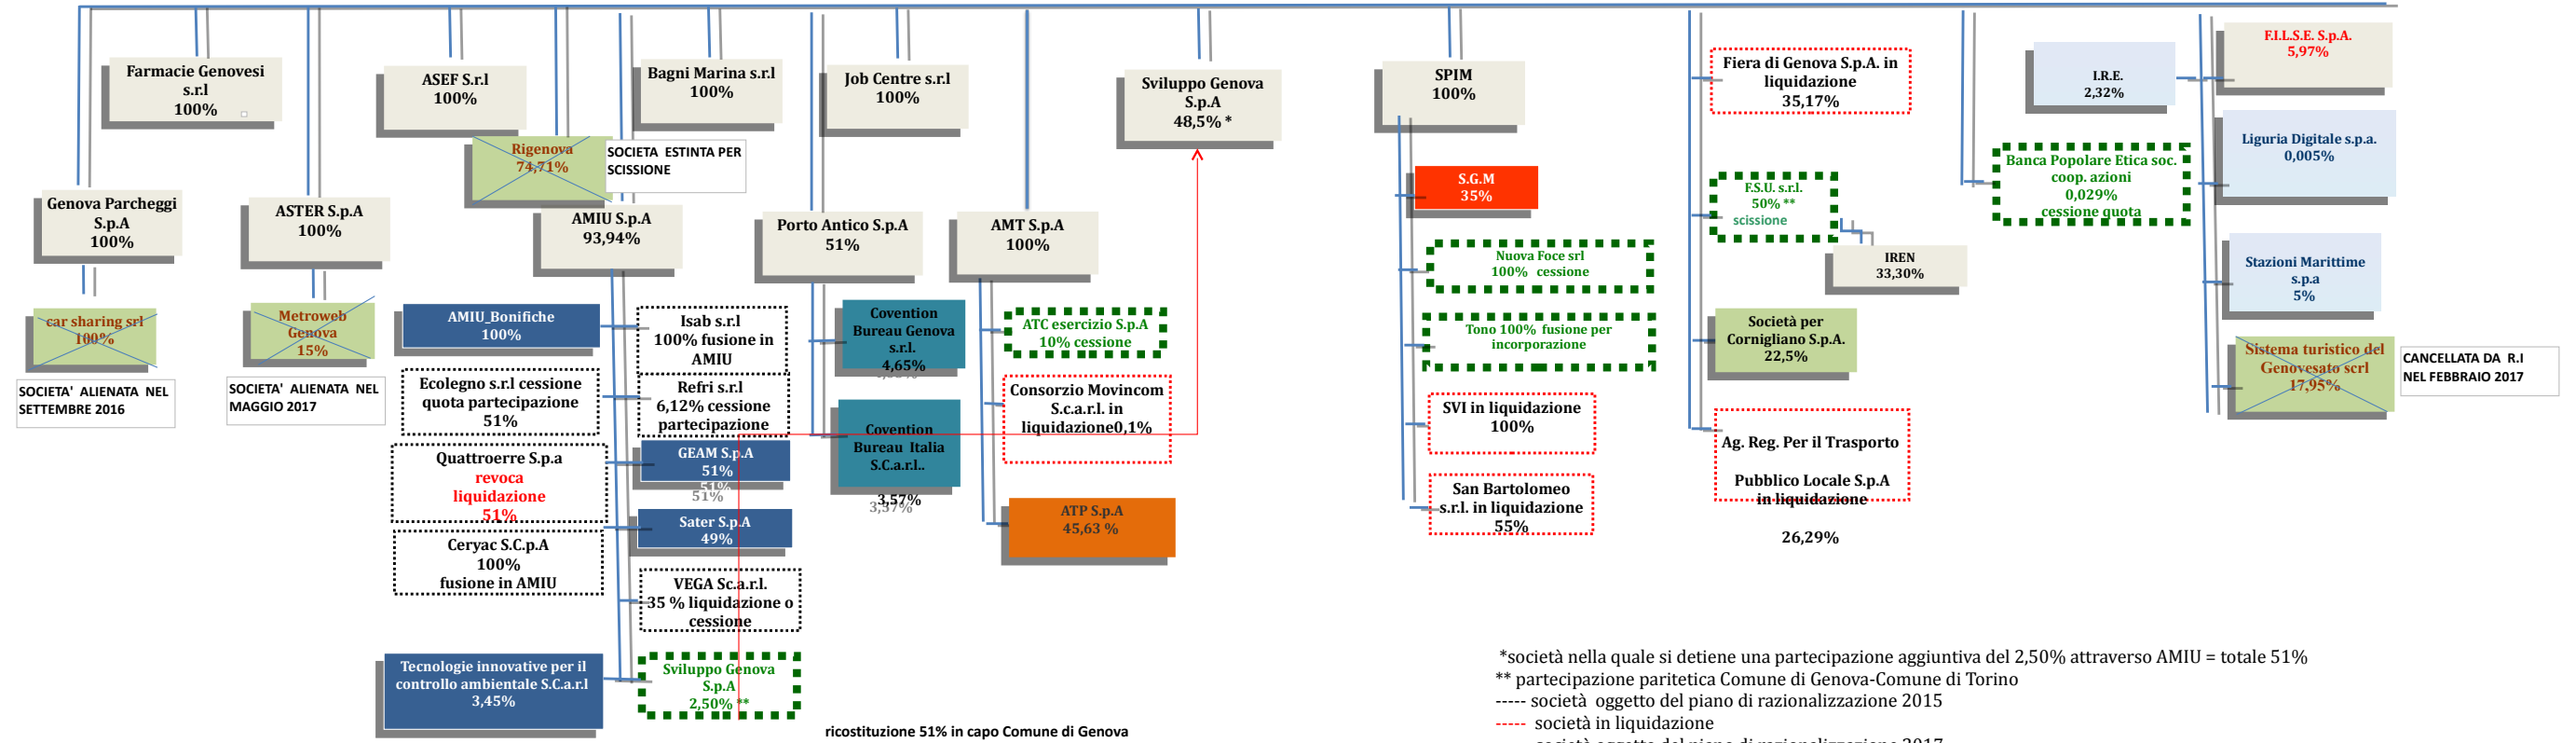 Farmacie Genovesi
s.r.l
100%
ASEF S.r.l
100%
Bagni Marina s.r.l
100%
Job Centre s.r.l
100%
Sviluppo Genova
S.p.A
48,5% *
SPIM
100%
Fiera di Genova S.p.A. in
liquidazione
35,17%
I.R.E.
2,32%
F.I.L.S.E. S.p.A.
5,97%
Rigenova
74,71%
SOCIETA ESTINTA PER
SCISSIONE
Liguria Digitale s.p.a.
0,005%
Banca Popolare Etica soc.
coop. azioni
0,029%
cessione quota
S.G.M
35%
F.S.U. s.r.l.
50% **
scissione
Genova Parcheggi
S.p.A
100%
ASTER S.p.A
100%
AMIU S.p.A
93,94%
Porto Antico S.p.A
51%
AMT S.p.A
100%
Nuova Foce srl
100% cessione
IREN
33,30%
Stazioni Marittime
s.p.a
5%
car sharing srl
100%
Metroweb
Genova
15%
AMIU_Bonifiche
100%
Isab s.r.l
100% fusione in
AMIU
Covention
Bureau Genova
s.r.l.
4,65%
ATC esercizio S.p.A
10% cessione
Tono 100% fusione per
incorporazione
Società per
Cornigliano S.p.A.
22,5%
Sistema turistico del
Genovesato scrl
17,95%
CANCELLATA DA R.I
NEL FEBBRAIO 2017
SOCIETA' ALIENATA NEL
SETTEMBRE 2016
SOCIETA' ALIENATA NEL
MAGGIO 2017
Ecolegno s.r.l cessione
quota partecipazione
51%
Refri s.r.l
6,12% cessione
partecipazione
Covention
Bureau Italia
S.C.a.r.l..
3,57%
3,57%
Consorzio Movincom
S.c.a.r.l. in
liquidazione0,1%
SVI in liquidazione
100%
Ag. Reg. Per il Trasporto
Pubblico Locale S.p.A
in liquidazione
26,29%
Quattroerre S.p.a
revoca
liquidazione
51%
GEAM S.p.A
51%
51%
51%
San Bartolomeo
s.r.l. in liquidazione
55%
Ceryac S.C.p.A
100%
fusione in AMIU
Sater S.p.A
49%
ATP S.p.A
45,63 %
VEGA Sc.a.r.l.
35 % liquidazione o
cessione
Tecnologie innovative per il
controllo ambientale S.C.a.r.l
3,45%
Sviluppo Genova
S.p.A
2,50% **
ricostituzione 51% in capo Comune di Genova
*società nella quale si detiene una partecipazione aggiuntiva del 2,50% attraverso AMIU = totale 51%
** partecipazione paritetica Comune di Genova-Comune di Torino
----- società oggetto del piano di razionalizzazione 2015
----- società in liquidazione
società oggetto del piano di razionalizzazione 2017